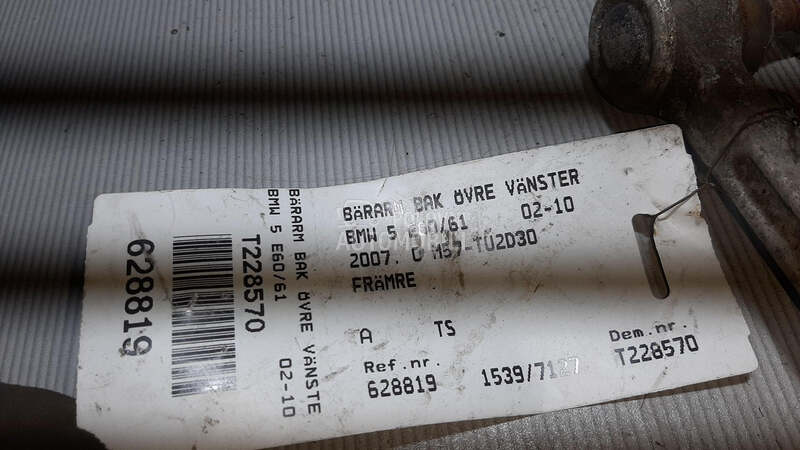 BÄRARM BAK ÖVRE VÄNSTER
BMW 5 E60/61 02-10
2007. D M57-TU2D30
FRÄMRE
A TS
Ref.nr. Dem.nr.
628819 1539/7127 T228570
BÄRARM BAK ÖVRE VÄNSTE
BMW 5 E60/61 02-10
T228570
628819
AUTOMOBILI